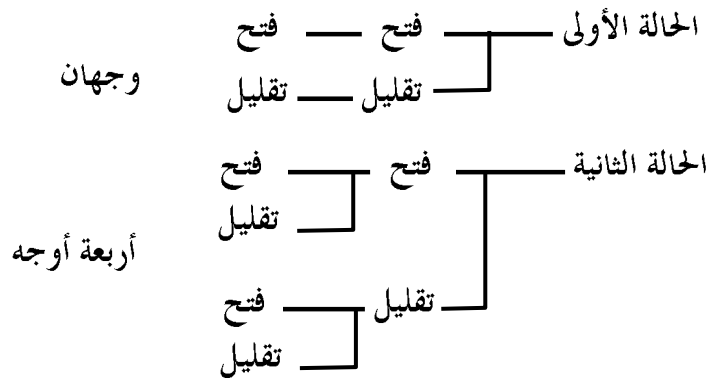 الحالة الأولى فتح فتح
تقليل تقليل
وجهان
الحالة الثانية فتح فتح
تقليل
أربعة أوجه
تقليل فتح
تقليل